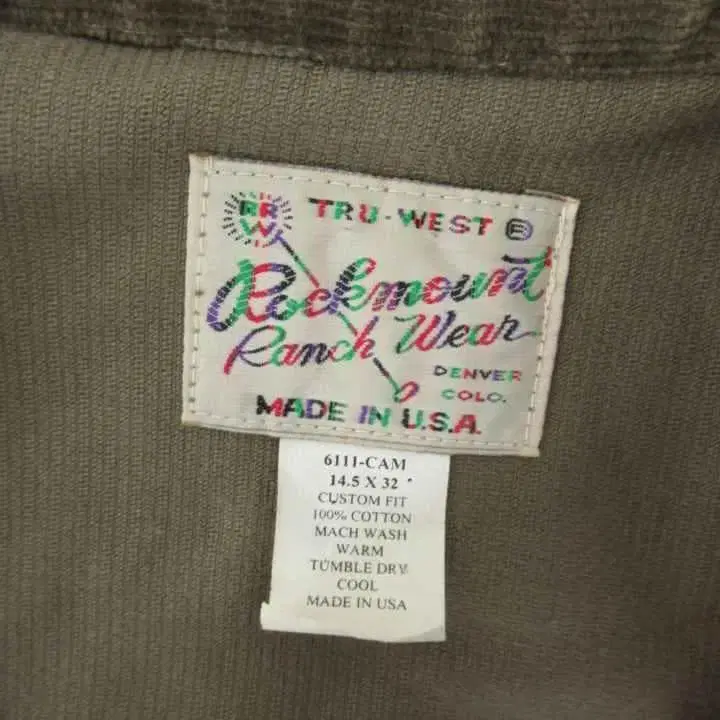 RRW
TRU-WEST ®
Rockmount
Ranch Wear
DENVER
COLO.
MADE IN U.S.A.
6111-CAM
14.5 X 32
CUSTOM FIT
100% COTTON
MACH WASH
WARM
TUMBLE DRY
COOL
MADE IN USA